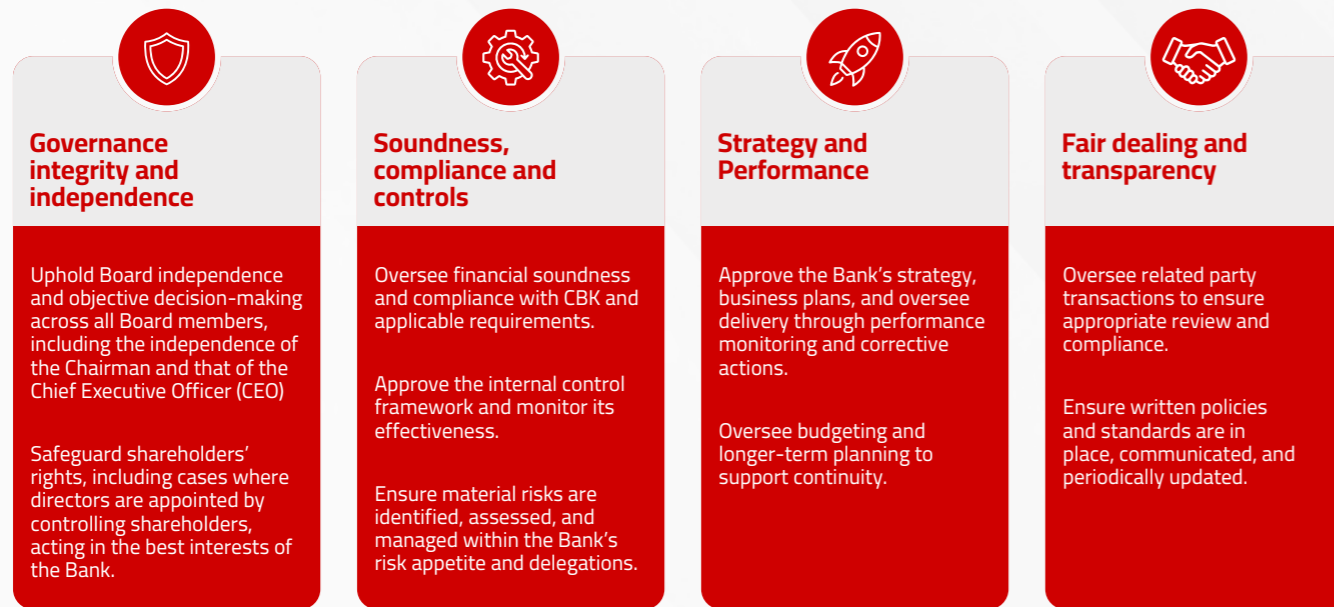 Governance
integrity and
independence
Uphold Board independence
and objective decision-making
across all Board members,
including the independence of
the Chairman and that of the
Chief Executive Officer (CEO)
Safeguard shareholders’
rights, including cases where
directors are appointed by
controlling shareholders,
acting in the best interests of
the Bank.
Soundness,
compliance and
controls
Oversee financial soundness
and compliance with CBK and
applicable requirements.
Approve the internal control
framework and monitor its
effectiveness.
Ensure material risks are
identified, assessed, and
managed within the Bank’s
risk appetite and delegations.
Strategy and
Performance
Approve the Bank’s strategy,
business plans, and oversee
delivery through performance
monitoring and corrective
actions.
Oversee budgeting and
longer-term planning to
support continuity.
Fair dealing and
transparency
Oversee related party
transactions to ensure
appropriate review and
compliance.
Ensure written policies
and standards are in
place, communicated, and
periodically updated.